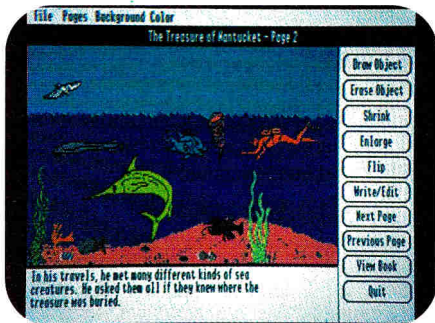 File Pages Background Color
The Treasure of Nantucket - Page 2
Draw Object
Erase Object
Shrink
Enlarge
Flip
Write/Edit
Next Page
Previous Page
View Book
Quit
In his travels, he met many different kinds of sea
creatures. He asked them all if they knew where the
treasure was buried.